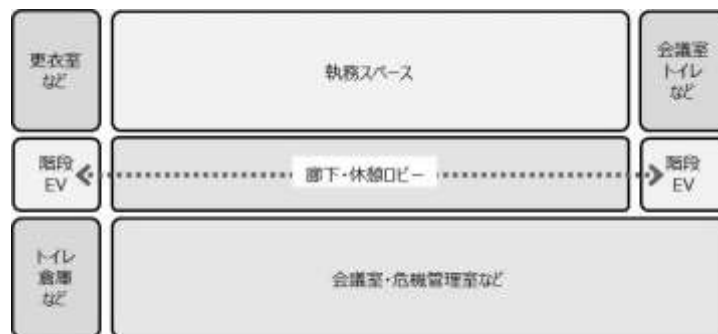 更衣室
など
執務スペース
会議室
トイレ
など
階段
EV
廊下・休憩ロビー
階段
EV
トイレ
倉庫
など
会議室・危機管理室など